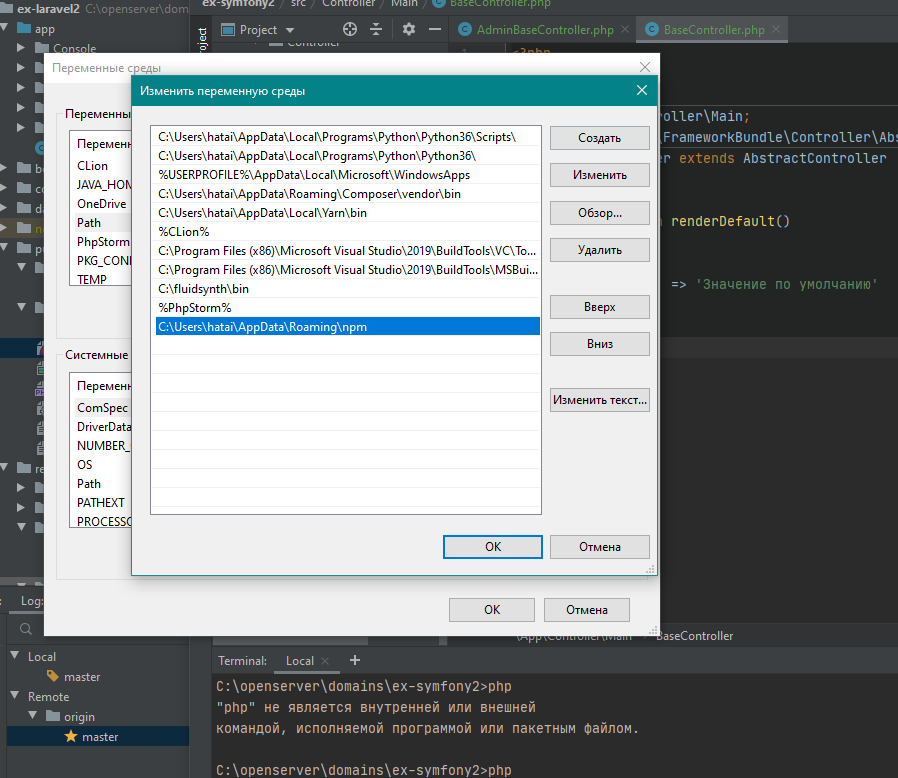 ex-laravel2 C:\openserver\dom
app
Console
ex-symfony2 / src / Controller / Main / BaseController.php
Project
AdminBaseController.php
BaseController.php
<?php
oller\Main;
\FrameworkBundle\Controller\Abs
er extends AbstractController
renderDefault()
=> 'Значение по умолчанию'
Переменные среды
Переменны
Переменн
CLion
JAVA_HOM
OneDrive
Path
PhpStorm
PKG_CONF
TEMP
Системные
Переменн
ComSpec
DriverData
NUMBER_
OS
Path
PATHEXT
PROCESSO
OK
Отмена
Изменить переменную среды
C:\Users\hatai\AppData\Local\Programs\Python\Python36\Scripts\
C:\Users\hatai\AppData\Local\Programs\Python\Python36\
%USERPROFILE%\AppData\Local\Microsoft\WindowsApps
C:\Users\hatai\AppData\Roaming\Composer\vendor\bin
C:\Users\hatai\AppData\Local\Yarn\bin
%CLion%
C:\Program Files (x86)\Microsoft Visual Studio\2019\BuildTools\VC\To...
C:\Program Files (x86)\Microsoft Visual Studio\2019\BuildTools\MSBui...
C:\fluidsynth\bin
%PhpStorm%
C:\Users\hatai\AppData\Roaming\npm
Создать
Изменить
Обзор...
Удалить
Вверх
Вниз
Изменить текст...
OK
Отмена
\App\Controller\Main
BaseController
Log:
Local
master
Remote
origin
master
Terminal: Local
C:\openserver\domains\ex-symfony2>php
"php" не является внутренней или внешней
командой, исполняемой программой или пакетным файлом.
C:\openserver\domains\ex-symfony2>php